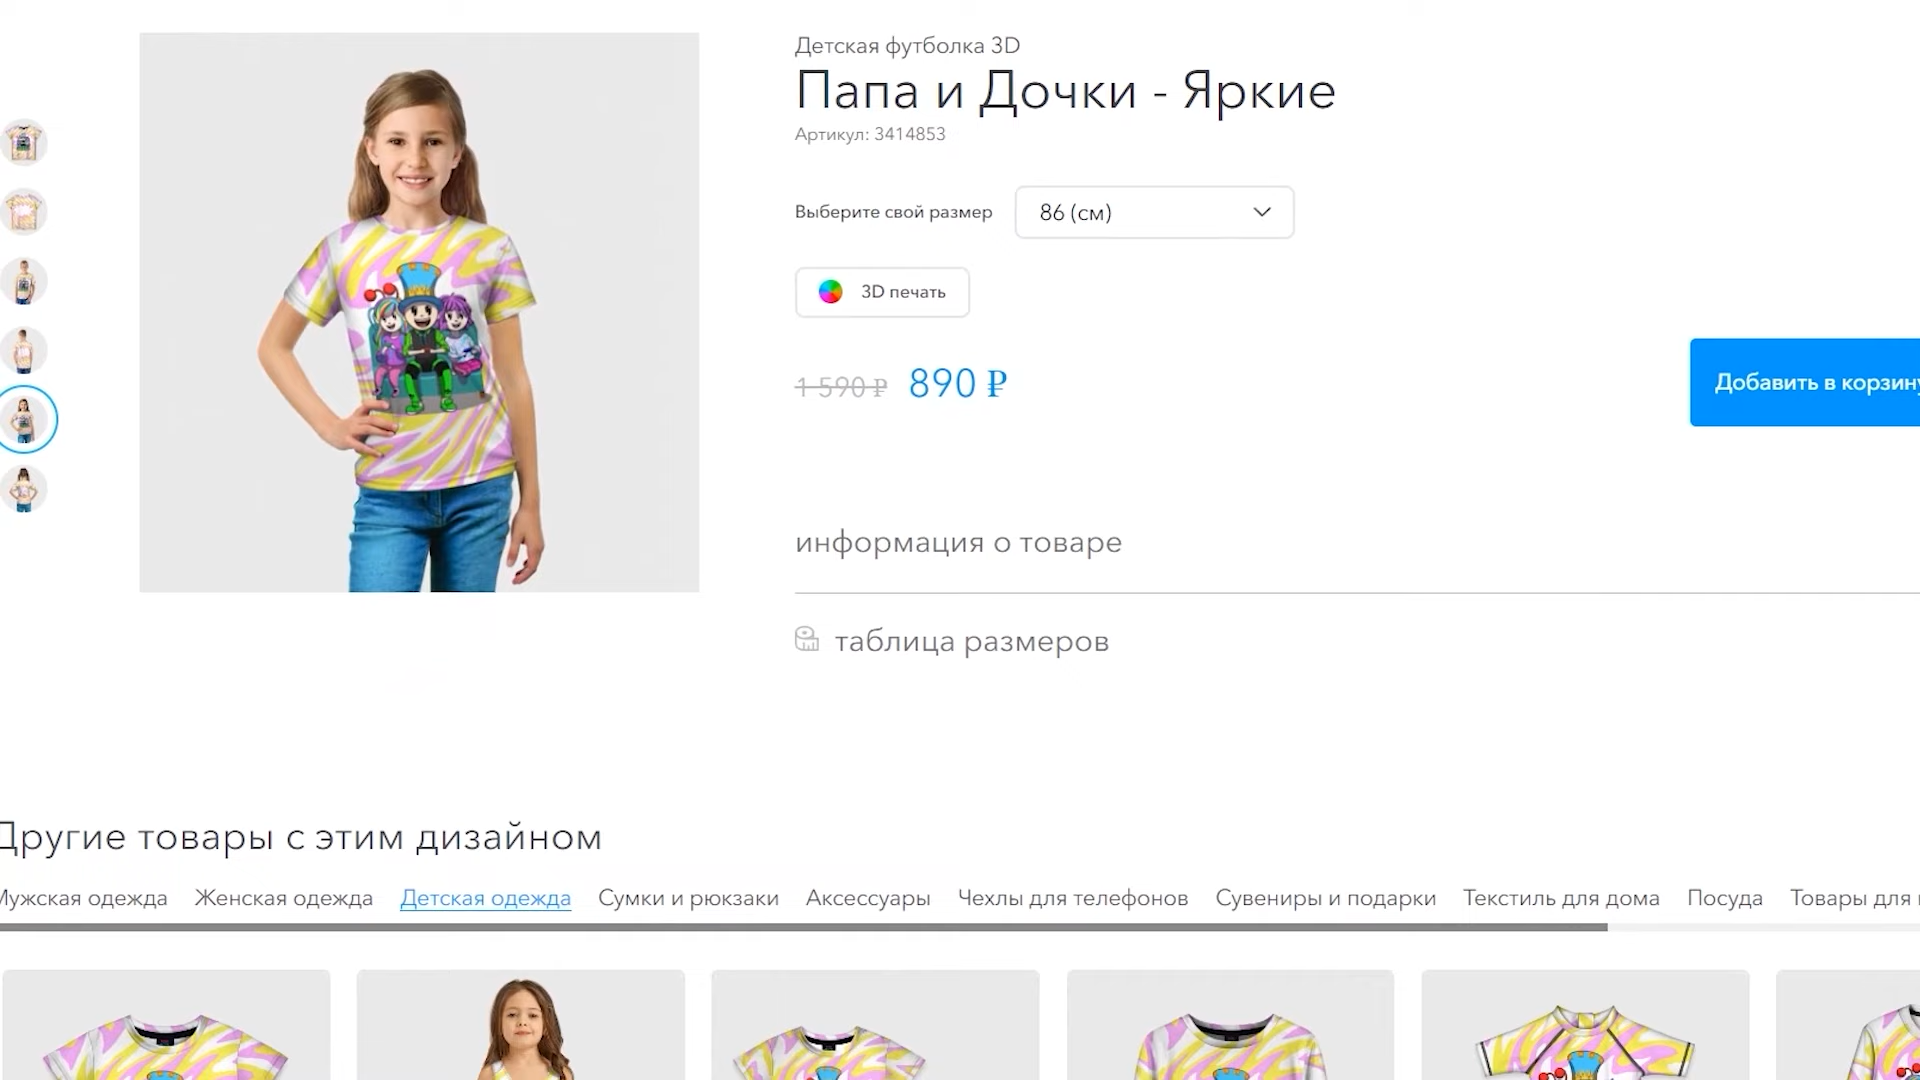 Детская футболка 3D
Папа и Дочки - Яркие
Артикул: 3414853
Выберите свой размер
86 (см)
3D печать
1 590 ₽ 890 ₽
Добавить в корзину
информация о товаре
таблица размеров
Другие товары с этим дизайном
Мужская одежда Женская одежда Детская одежда Сумки и рюкзаки Аксессуары Чехлы для телефонов Сувениры и подарки Текстиль для дома Посуда Товары для